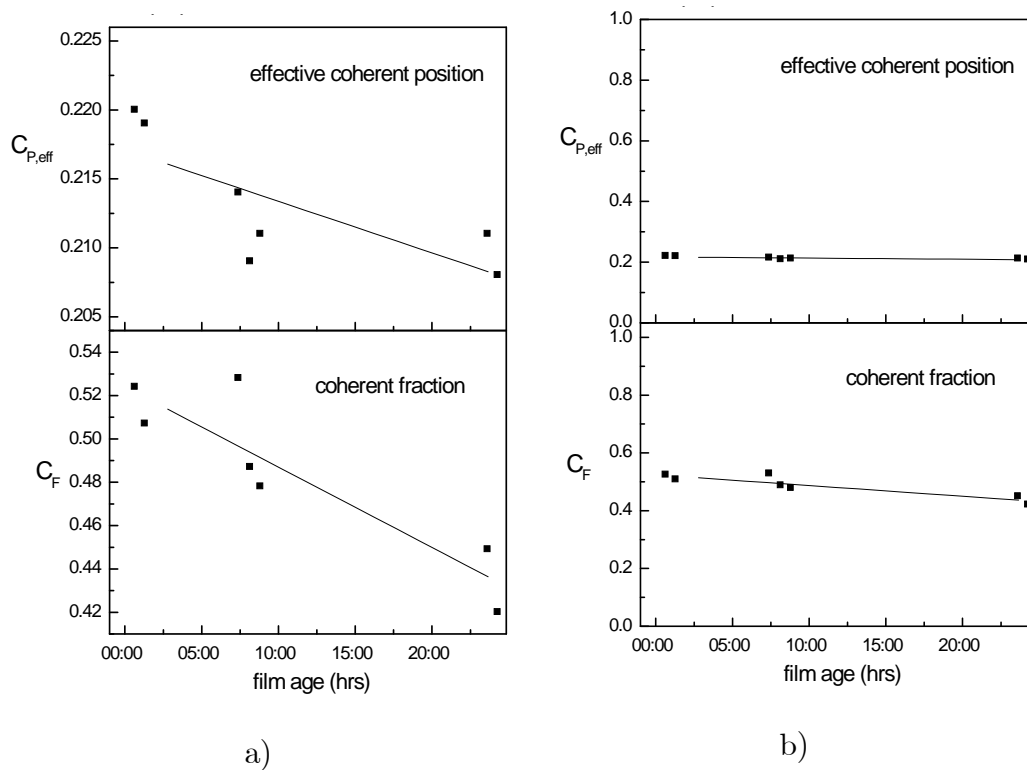 effective coherent position
C_P,eff
0.225
0.220
0.215
0.210
0.205
coherent fraction
C_F
0.54
0.52
0.50
0.48
0.46
0.44
0.42
00:00 05:00 10:00 15:00 20:00
film age (hrs)
a)
effective coherent position
C_P,eff
1.0
0.8
0.6
0.4
0.2
0.0
coherent fraction
C_F
1.0
0.8
0.6
0.4
0.2
0.0
00:00 05:00 10:00 15:00 20:00
film age (hrs)
b)